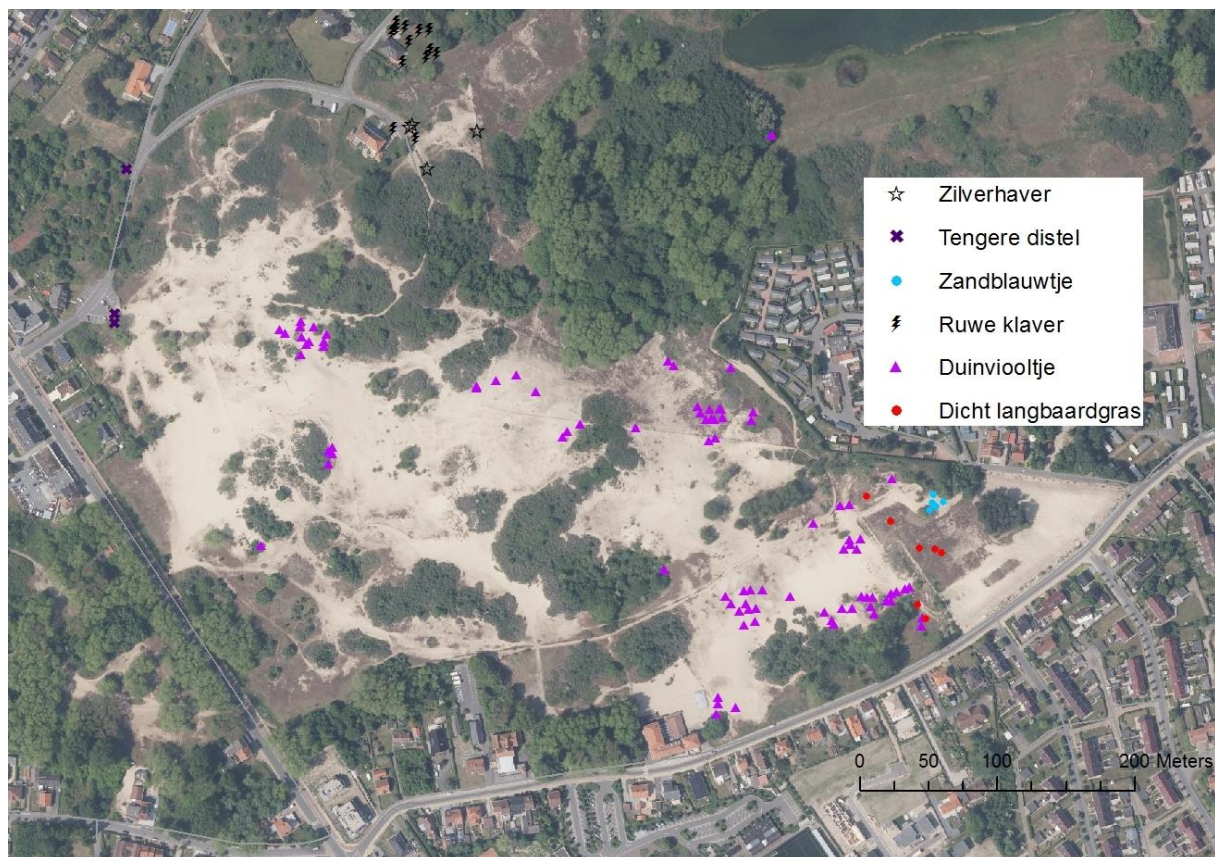 Zilverhaver
Tengere distel
Zandblauwtje
Ruwe klaver
Duinviooltje
Dicht langbaardgras
0 50 100 200 Meters